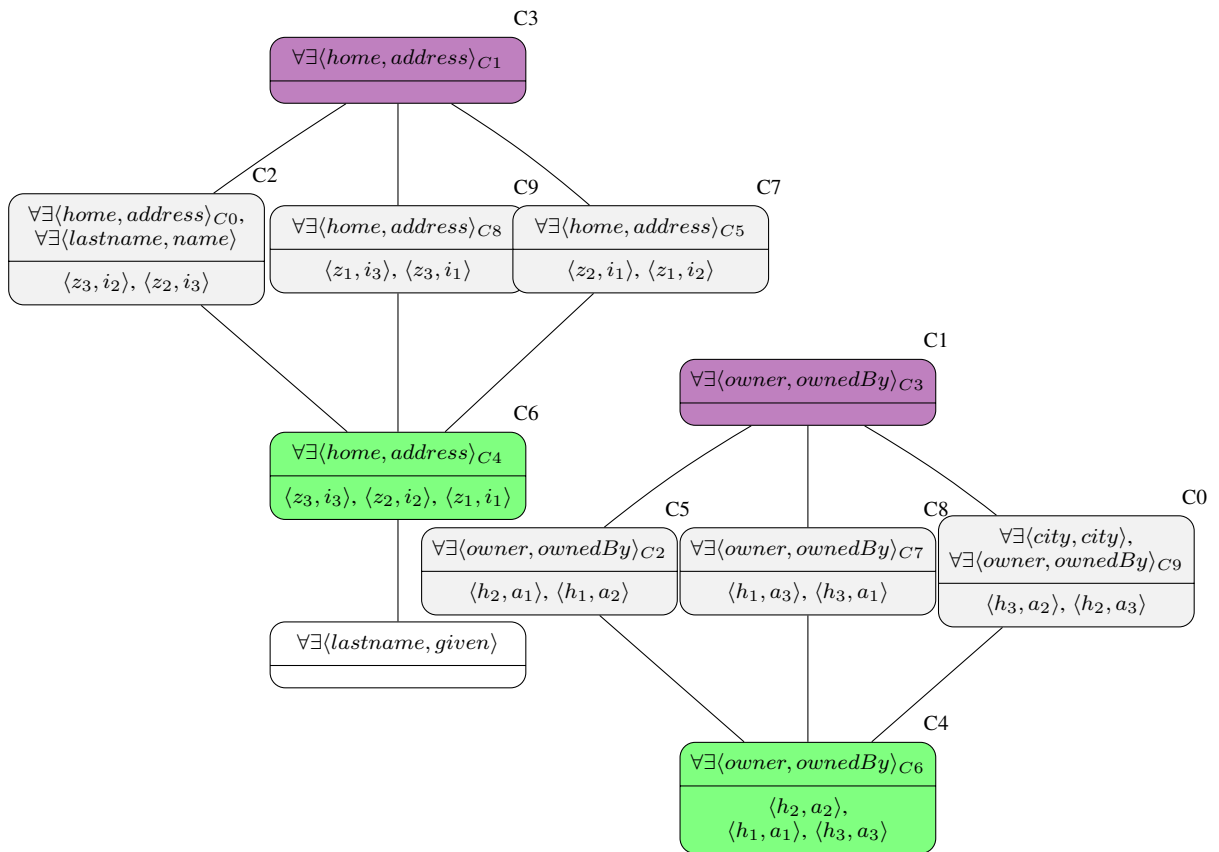 C3
∀∃⟨home, address⟩C1
C2
∀∃⟨home, address⟩C0,
∀∃⟨lastname, name⟩
⟨z3, i2⟩, ⟨z2, i3⟩
C9
∀∃⟨home, address⟩C8
⟨z1, i3⟩, ⟨z3, i1⟩
C7
∀∃⟨home, address⟩C5
⟨z2, i1⟩, ⟨z1, i2⟩
C6
∀∃⟨home, address⟩C4
⟨z3, i3⟩, ⟨z2, i2⟩, ⟨z1, i1⟩
∀∃⟨lastname, given⟩
C1
∀∃⟨owner, ownedBy⟩C3
C5
∀∃⟨owner, ownedBy⟩C2
⟨h2, a1⟩, ⟨h1, a2⟩
C8
∀∃⟨owner, ownedBy⟩C7
⟨h1, a3⟩, ⟨h3, a1⟩
C0
∀∃⟨city, city⟩,
∀∃⟨owner, ownedBy⟩C9
⟨h3, a2⟩, ⟨h2, a3⟩
C4
∀∃⟨owner, ownedBy⟩C6
⟨h2, a2⟩,
⟨h1, a1⟩, ⟨h3, a3⟩